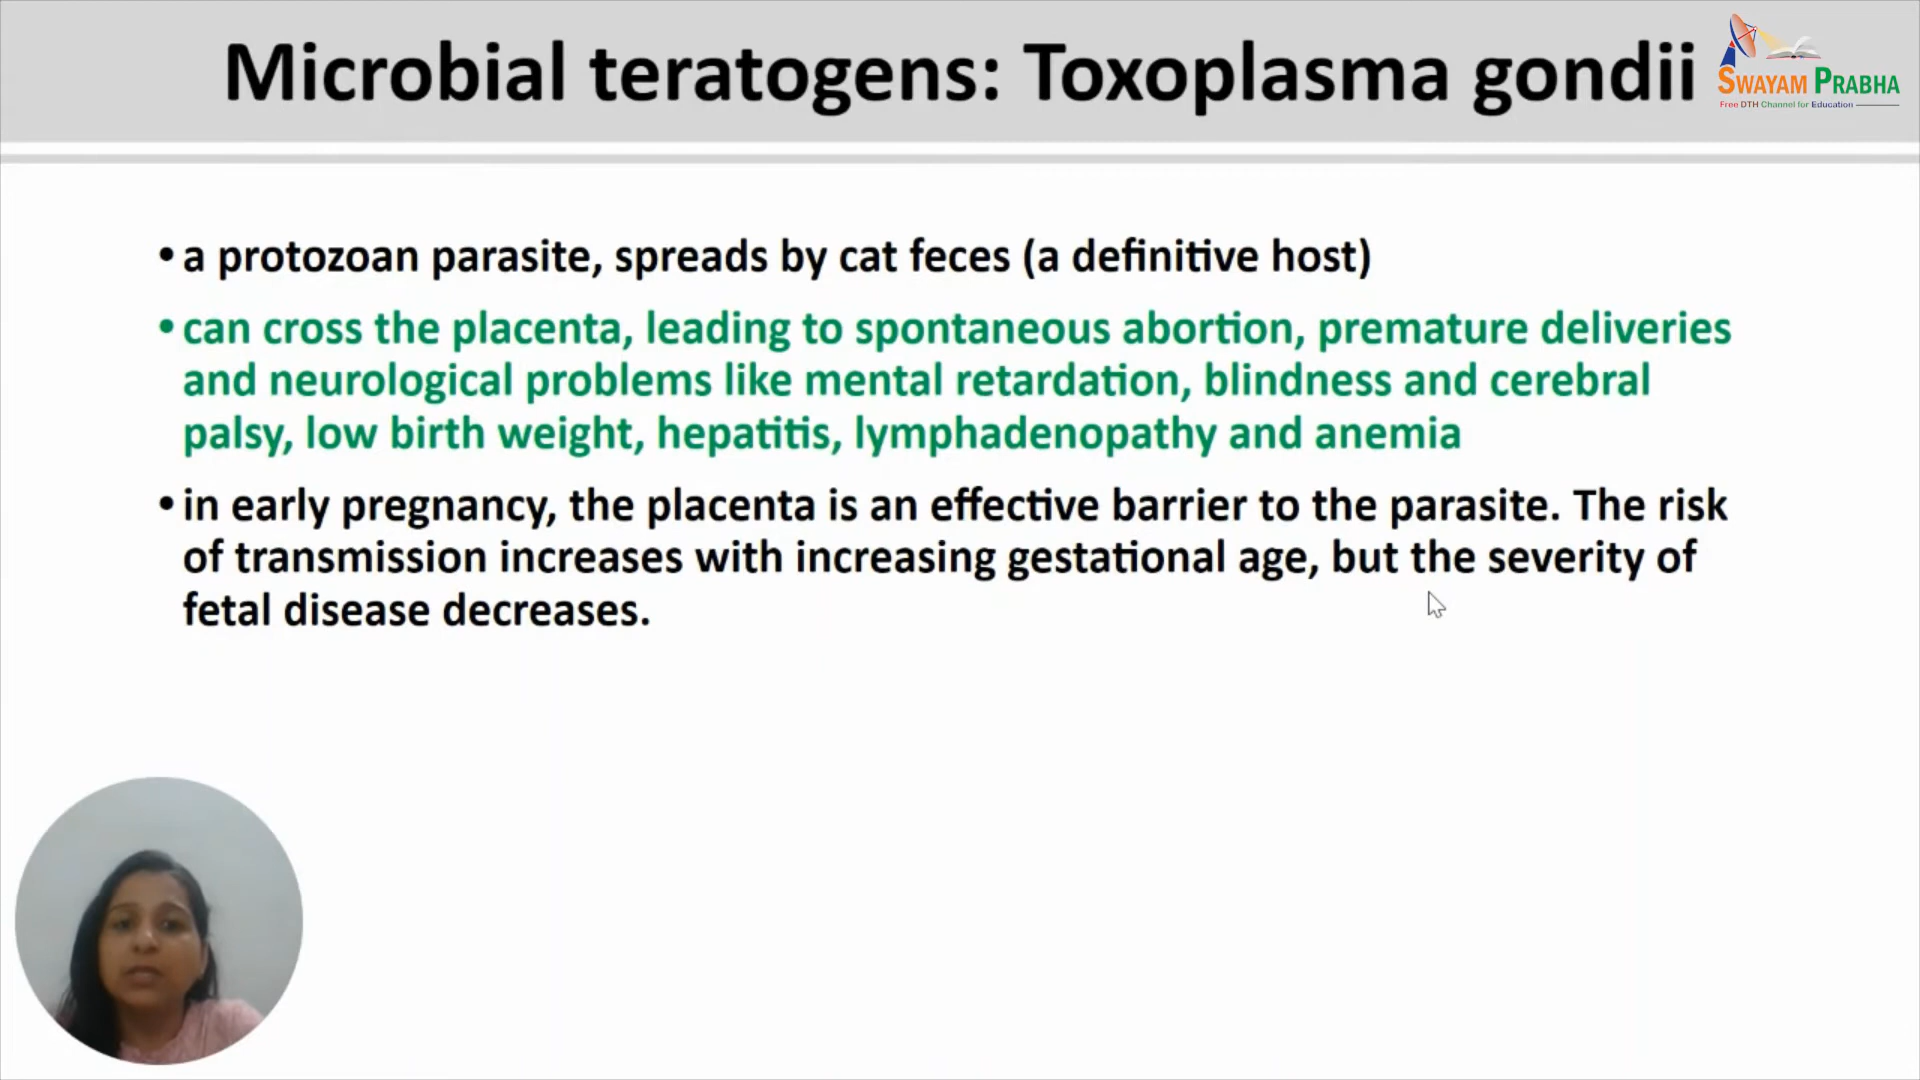 Microbial teratogens: Toxoplasma gondii
SWAYAM PRABHA
Free DTH Channel for Education
• a protozoan parasite, spreads by cat feces (a definitive host)
• can cross the placenta, leading to spontaneous abortion, premature deliveries
and neurological problems like mental retardation, blindness and cerebral
palsy, low birth weight, hepatitis, lymphadenopathy and anemia
• in early pregnancy, the placenta is an effective barrier to the parasite. The risk
of transmission increases with increasing gestational age, but the severity of
fetal disease decreases.